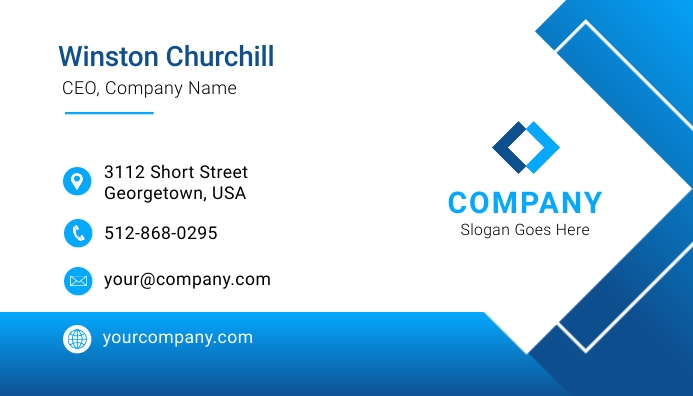 Winston Churchill
CEO, Company Name
3112 Short Street
Georgetown, USA
512-868-0295
your@company.com
yourcompany.com
COMPANY
Slogan Goes Here